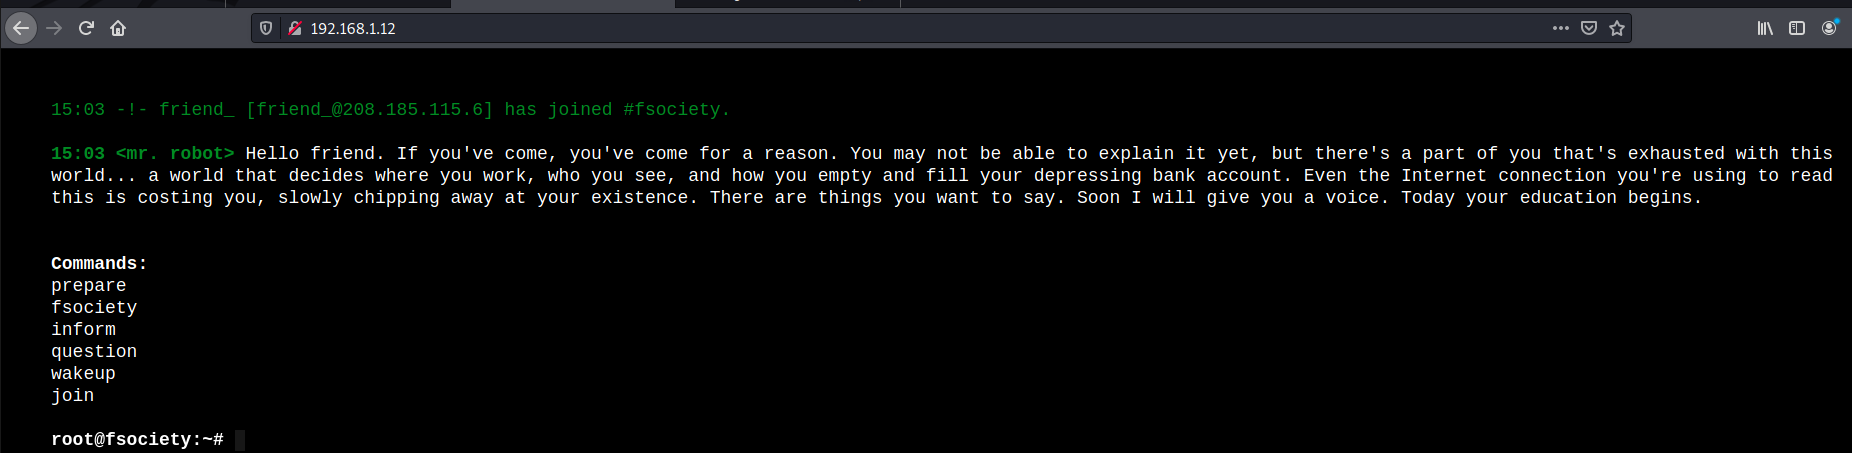 192.168.1.12
15:03 -!- friend_ [friend_@208.185.115.6] has joined #fsociety.
15:03 <mr. robot> Hello friend. If you've come, you've come for a reason. You may not be able to explain it yet, but there's a part of you that's exhausted with this
world... a world that decides where you work, who you see, and how you empty and fill your depressing bank account. Even the Internet connection you're using to read
this is costing you, slowly chipping away at your existence. There are things you want to say. Soon I will give you a voice. Today your education begins.
Commands:
prepare
fsociety
inform
question
wakeup
join
root@fsociety:~#